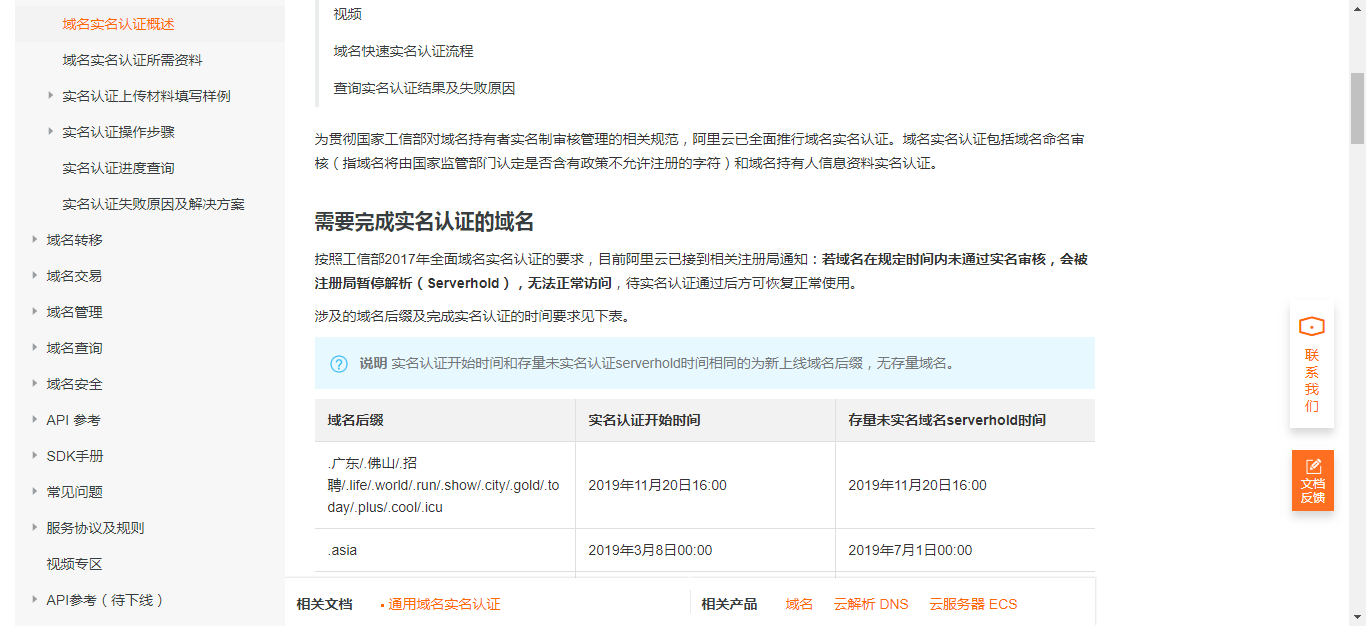 域名实名认证概述
域名实名认证所需资料
实名认证上传材料填写样例
实名认证操作步骤
实名认证进度查询
实名认证失败原因及解决方案
域名转移
域名交易
域名管理
域名查询
域名安全
API 参考
SDK手册
常见问题
服务协议及规则
视频专区
API参考（待下线）
视频
域名快速实名认证流程
查询实名认证结果及失败原因
为贯彻国家工信部对域名持有者实名制审核管理的相关规范，阿里云已全面推行域名实名认证。域名实名认证包括域名命名审
核（指域名将由国家监管部门认定是否含有政策不允许注册的字符）和域名持有人信息资料实名认证。
需要完成实名认证的域名
按照工信部2017年全面域名实名认证的要求，目前阿里云已接到相关注册局通知：若域名在规定时间内未通过实名审核，会被
注册局暂停解析（Serverhold），无法正常访问，待实名认证通过后方可恢复正常使用。
涉及的域名后缀及完成实名认证的时间要求见下表。
说明 实名认证开始时间和存量未实名认证serverhold时间相同的为新上线域名后缀，无存量域名。
域名后缀 实名认证开始时间 存量未实名域名serverhold时间
.广东/.佛山/.招
聘/.life/.world/.run/.show/.city/.gold/.to
day/.plus/.cool/.icu
2019年11月20日16:00 2019年11月20日16:00
.asia 2019年3月8日00:00 2019年7月1日00:00
相关文档 通用域名实名认证 相关产品 域名 云解析 DNS 云服务器 ECS
联
系
我
们
文档
反馈